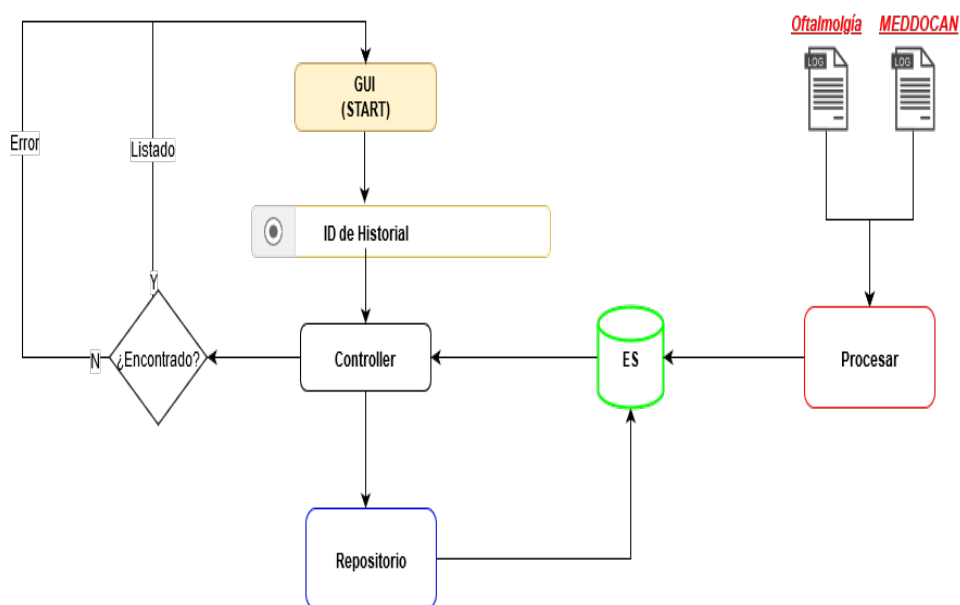 Oftalmolgía
MEDDOCAN
LOG
LOG
GUI
(START)
Error
Listado
ID de Historial
Y
N
¿Encontrado?
Controller
ES
Procesar
Repositorio